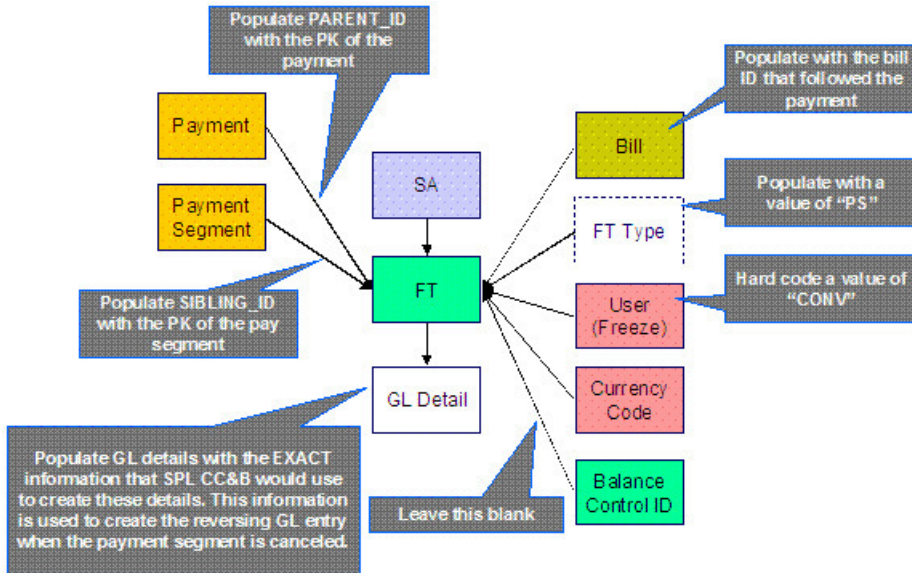 Populate PARENT_ID
with the PK of the
payment
Populate with the bill
ID that followed the
payment
Payment
Bill
SA
Populate with a
value of “PS”
Payment
Segment
FT Type
FT
Hard code a value of
“CONV”
User
(Freeze)
Populate SIBLING_ID
with the PK of the pay
segment
GL Detail
Currency
Code
Populate GL details with the EXACT
information that SPL CC&B would use
to create these details. This information
is used to create the reversing GL entry
when the payment segment is canceled.
Leave this blank
Balance
Control ID